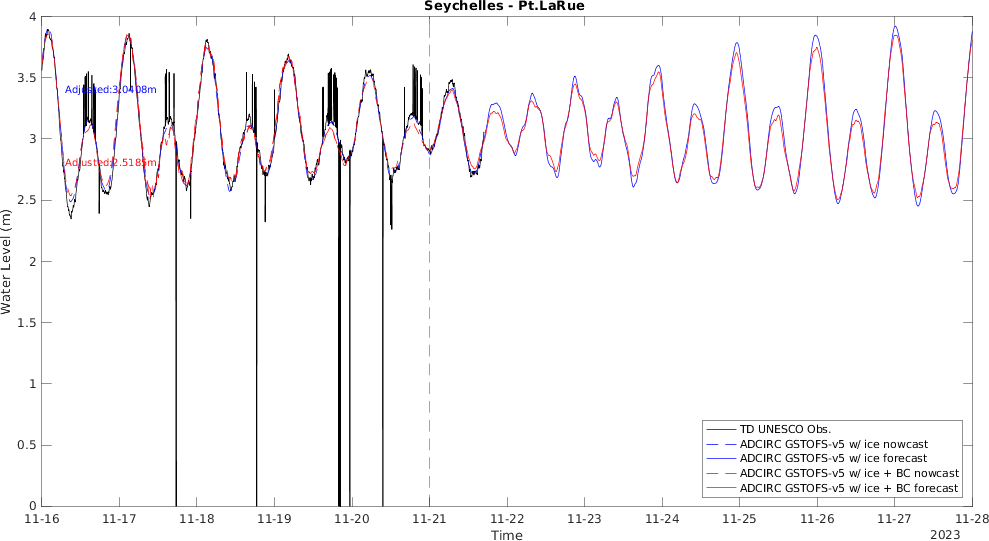 Seychelles - Pt.LaRue
Water Level (m)
4
3.5
3
2.5
2
1.5
1
0.5
0
Adjusted:3.0408m
Adjusted:2.5185m
TD UNESCO Obs.
ADCIRC GSTOFS-v5 w/ ice nowcast
ADCIRC GSTOFS-v5 w/ ice forecast
ADCIRC GSTOFS-v5 w/ ice + BC nowcast
ADCIRC GSTOFS-v5 w/ ice + BC forecast
11-16 11-17 11-18 11-19 11-20 11-21 11-22 11-23 11-24 11-25 11-26 11-27 11-28
Time
2023